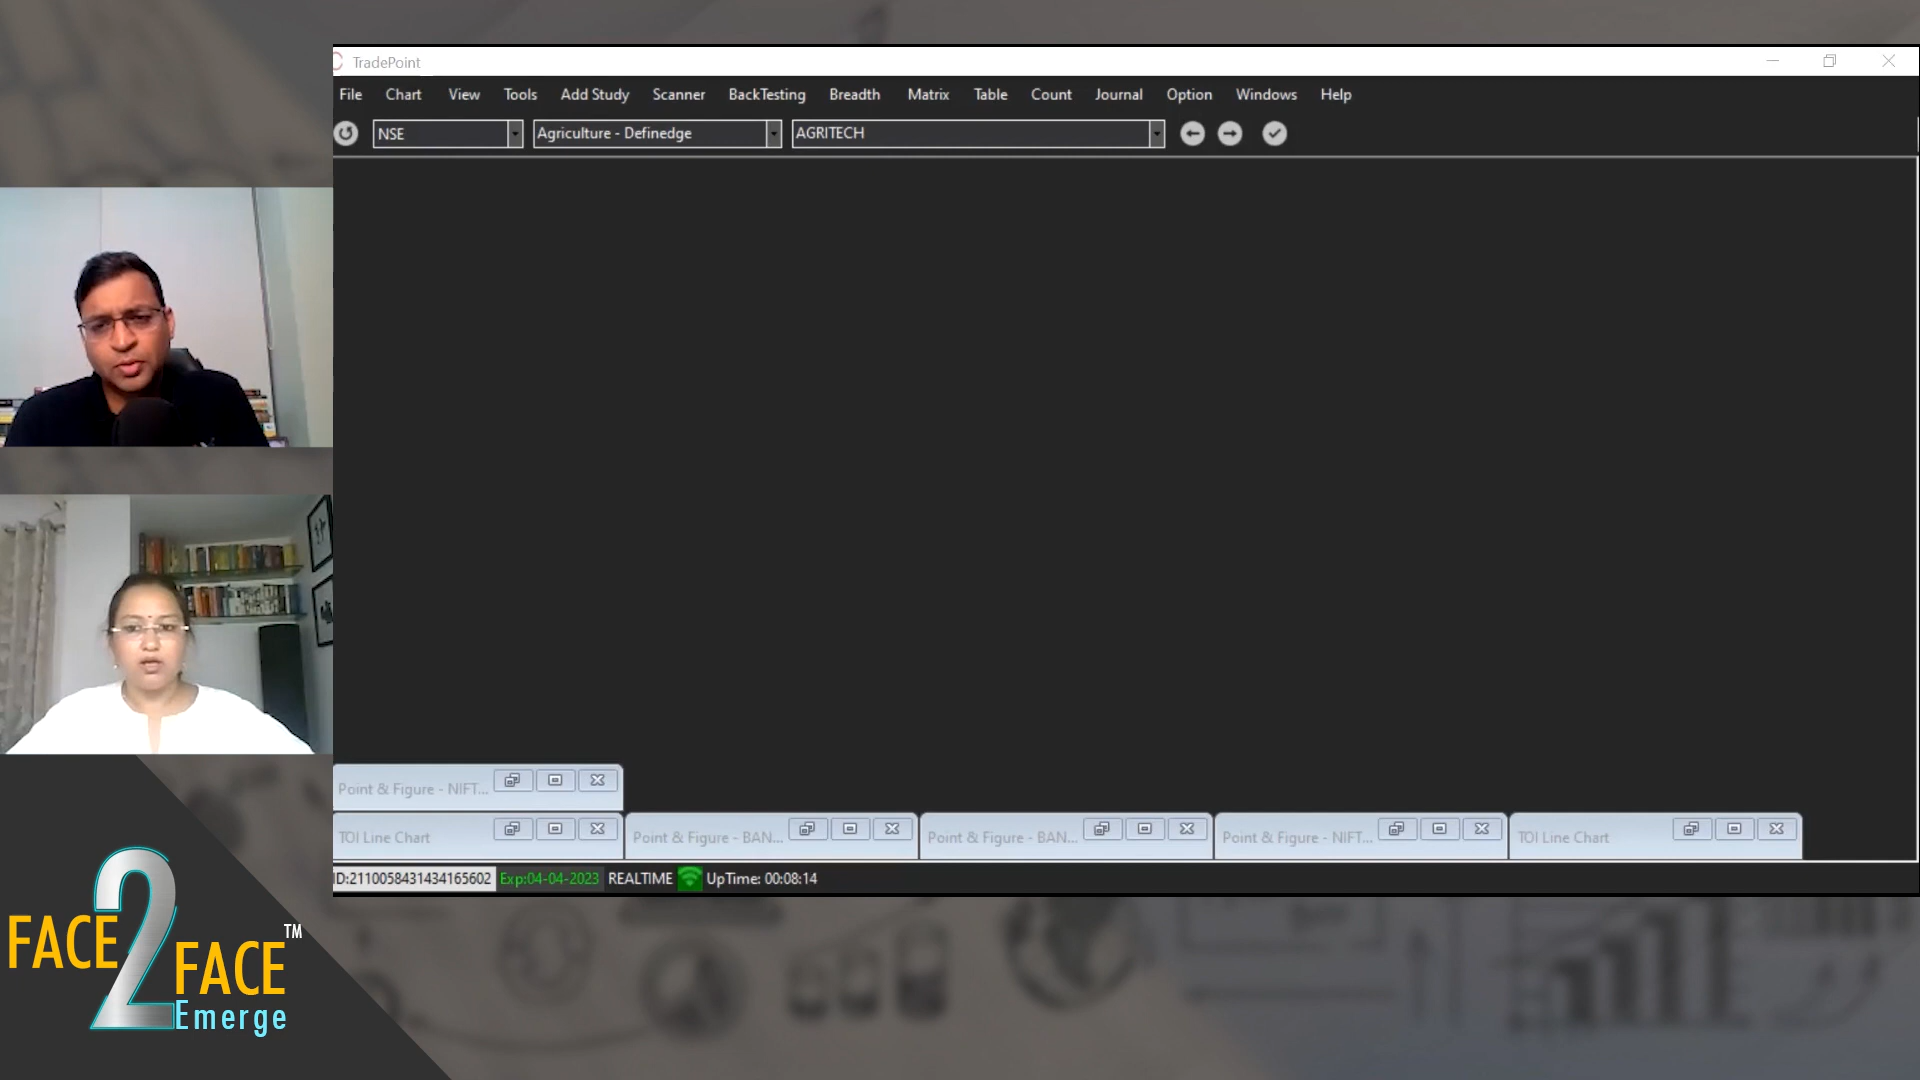 TradePoint
File Chart View Tools Add Study Scanner BackTesting Breadth Matrix Table Count Journal Option Windows Help
NSE Agriculture - Definedge AGRITECH
Point & Figure - NIFT...
TOI Line Chart Point & Figure - BAN... Point & Figure - BAN... Point & Figure - NIFT... TOI Line Chart
ID:2110058431434165602 Exp:04-04-2023 REALTIME UpTime: 00:08:14
FACE 2 FACE ™
Emerge